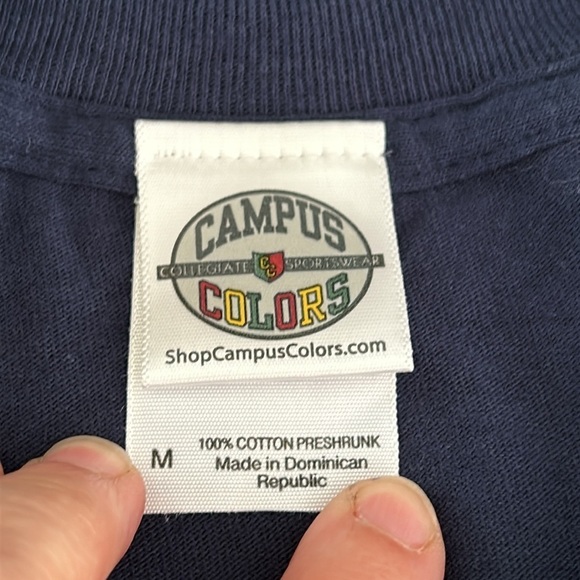 CAMPUS
COLLEGIATE CC SPORTSWEAR
COLORS
ShopCampusColors.com
M
100% COTTON PRESHRUNK
Made in Dominican
Republic